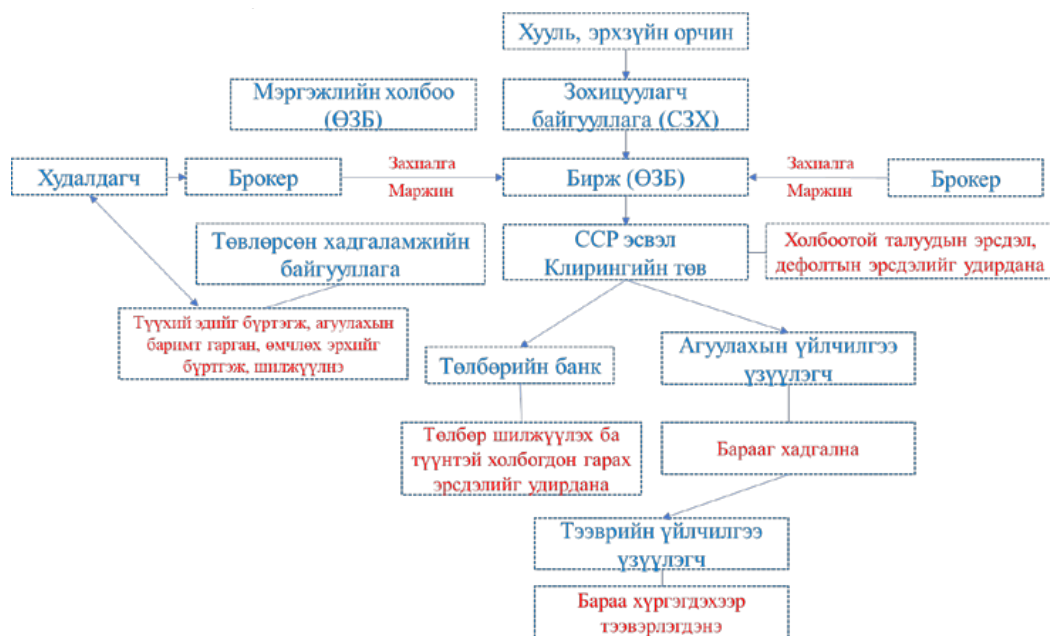 Хууль, эрхзүйн орчин
Мэргэжлийн холбоо
(ӨЗБ)
Зохицуулагч
байгууллага (СЗХ)
Худалдагч
Брокер
Захиалга
Маржин
Бирж (ӨЗБ)
Захиалга
Маржин
Брокер
Төвлөрсөн хадгаламжийн
байгууллага
ССР эсвэл
Клирингийн төв
Холбоотой талуудын эрсдэл,
дефолтын эрсдэлийг удирдана
Түүхий эдийг бүртэгж, агуулахын
баримт гарган, өмчлөх эрхийг
бүртгэж, шилжүүлнэ
Төлбөрийн банк
Агуулахын үйлчилгээ
үзүүлэгч
Төлбөр шилжүүлэх ба
түүнтэй холбогдон гарах
эрсдэлийг удирдана
Барааг хадгална
Тээврийн үйлчилгээ
үзүүлэгч
Бараа хүргэгдэхээр
тээвэрлэгдэнэ